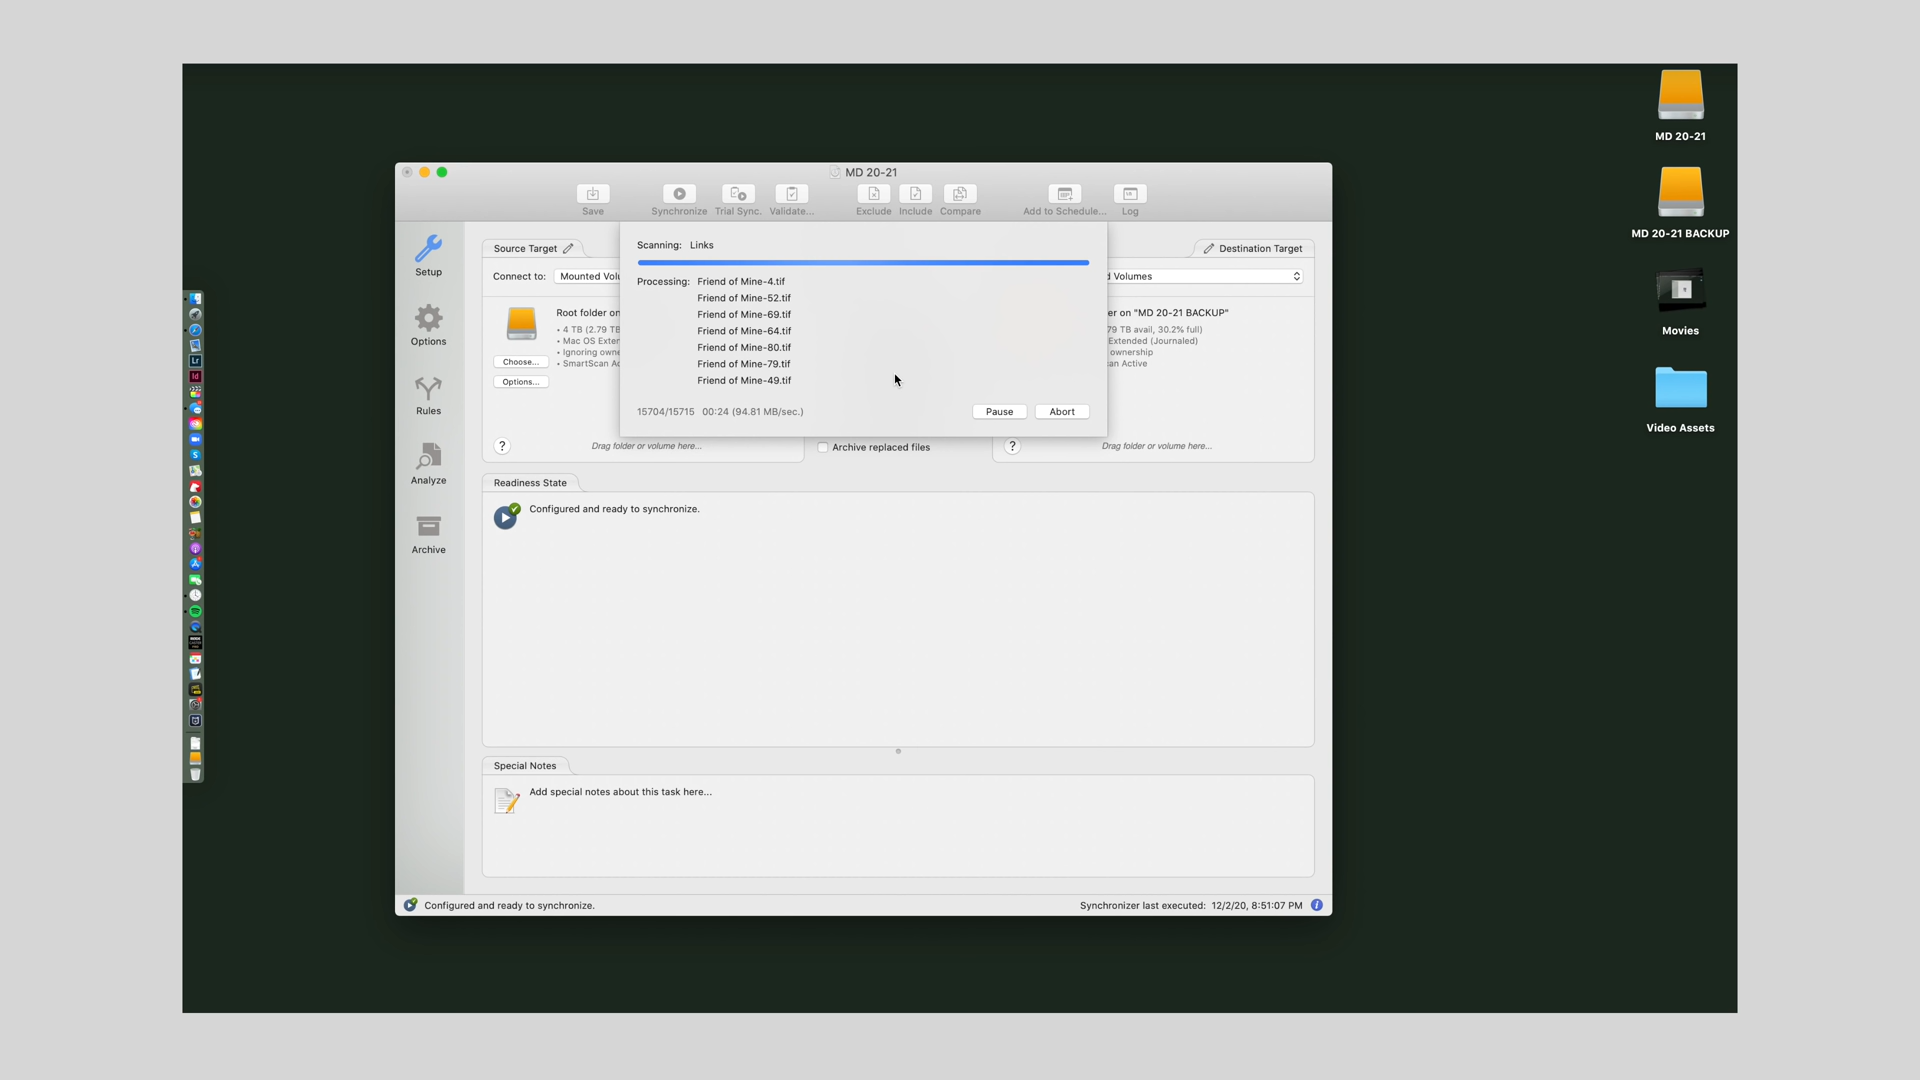 MD 20-21
Save
Synchronize
Trial Sync.
Validate...
Exclude
Include
Compare
Add to Schedule...
Log
Setup
Options
Rules
Analyze
Archive
Source Target
Connect to: Mounted Volu
Root folder on
• 4 TB (2.79 TB
• Mac OS Exten
• Ignoring owne
• SmartScan Ac
Choose...
Options...
?
Drag folder or volume here...
Scanning: Links
Processing: Friend of Mine-4.tif
Friend of Mine-52.tif
Friend of Mine-69.tif
Friend of Mine-64.tif
Friend of Mine-80.tif
Friend of Mine-79.tif
Friend of Mine-49.tif
15704/15715 00:24 (94.81 MB/sec.)
Pause
Abort
Archive replaced files
Destination Target
d Volumes
er on "MD 20-21 BACKUP"
79 TB avail, 30.2% full)
Extended (Journaled)
ownership
an Active
?
Drag folder or volume here...
Readiness State
Configured and ready to synchronize.
Special Notes
Add special notes about this task here...
Configured and ready to synchronize.
Synchronizer last executed: 12/2/20, 8:51:07 PM
MD 20-21
MD 20-21 BACKUP
Movies
Video Assets
Lr
Id